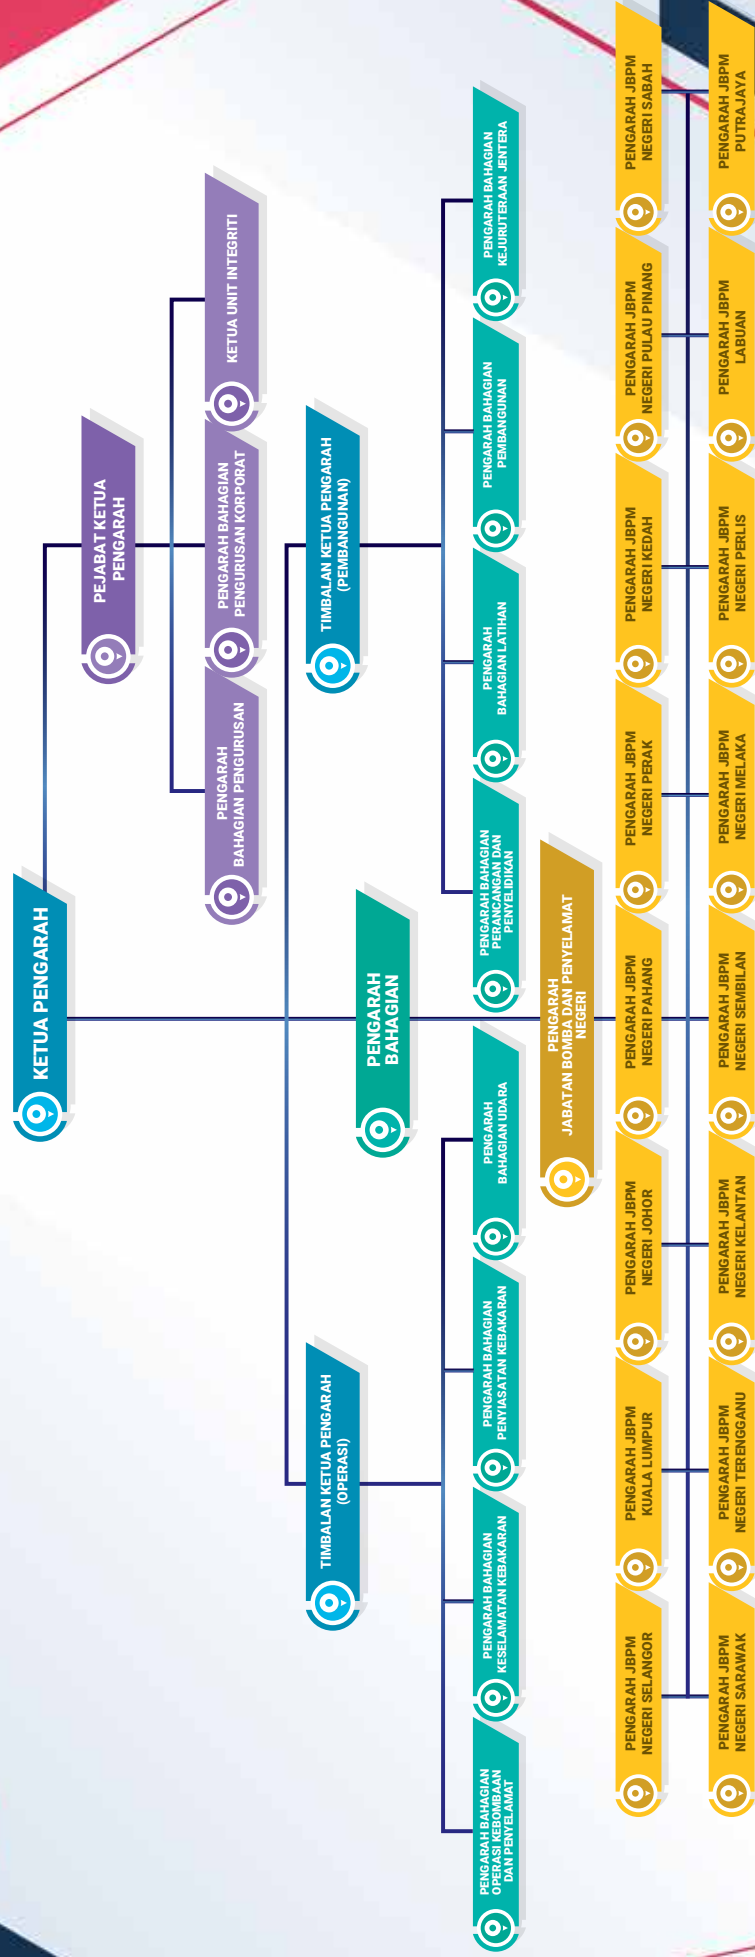 KETUA PENGARAH
PEJABAT KETUA
PENGARAH
PENGARAH
BAHAGIAN PENGURUSAN
PENGARAH BAHAGIAN
PENGURUSAN KORPORAT
KETUA UNIT INTEGRITI
TIMBALAN KETUA PENGARAH
(OPERASI)
TIMBALAN KETUA PENGARAH
(PEMBANGUNAN)
PENGARAH
BAHAGIAN
PENGARAH BAHAGIAN
OPERASI KEBOMBAAN
DAN PENYELAMAT
PENGARAH BAHAGIAN
KESELAMATAN KEBAKARAN
PENGARAH BAHAGIAN
PENYIASATAN KEBAKARAN
PENGARAH
BAHAGIAN UDARA
PENGARAH BAHAGIAN
PERANCANGAN DAN
PENYELIDIKAN
PENGARAH
BAHAGIAN LATIHAN
PENGARAH BAHAGIAN
PEMBANGUNAN
PENGARAH BAHAGIAN
KEJURUTERAAN JENTERA
PENGARAH
JABATAN BOMBA DAN PENYELAMAT
NEGERI
PENGARAH JBPM
NEGERI SELANGOR
PENGARAH JBPM
KUALA LUMPUR
PENGARAH JBPM
NEGERI JOHOR
PENGARAH JBPM
NEGERI PAHANG
PENGARAH JBPM
NEGERI PERAK
PENGARAH JBPM
NEGERI KEDAH
PENGARAH JBPM
NEGERI PULAU PINANG
PENGARAH JBPM
NEGERI SABAH
PENGARAH JBPM
NEGERI SARAWAK
PENGARAH JBPM
NEGERI TERENGGANU
PENGARAH JBPM
NEGERI KELANTAN
PENGARAH JBPM
NEGERI SEMBILAN
PENGARAH JBPM
NEGERI MELAKA
PENGARAH JBPM
NEGERI PERLIS
PENGARAH JBPM
LABUAN
PENGARAH JBPM
PUTRAJAYA